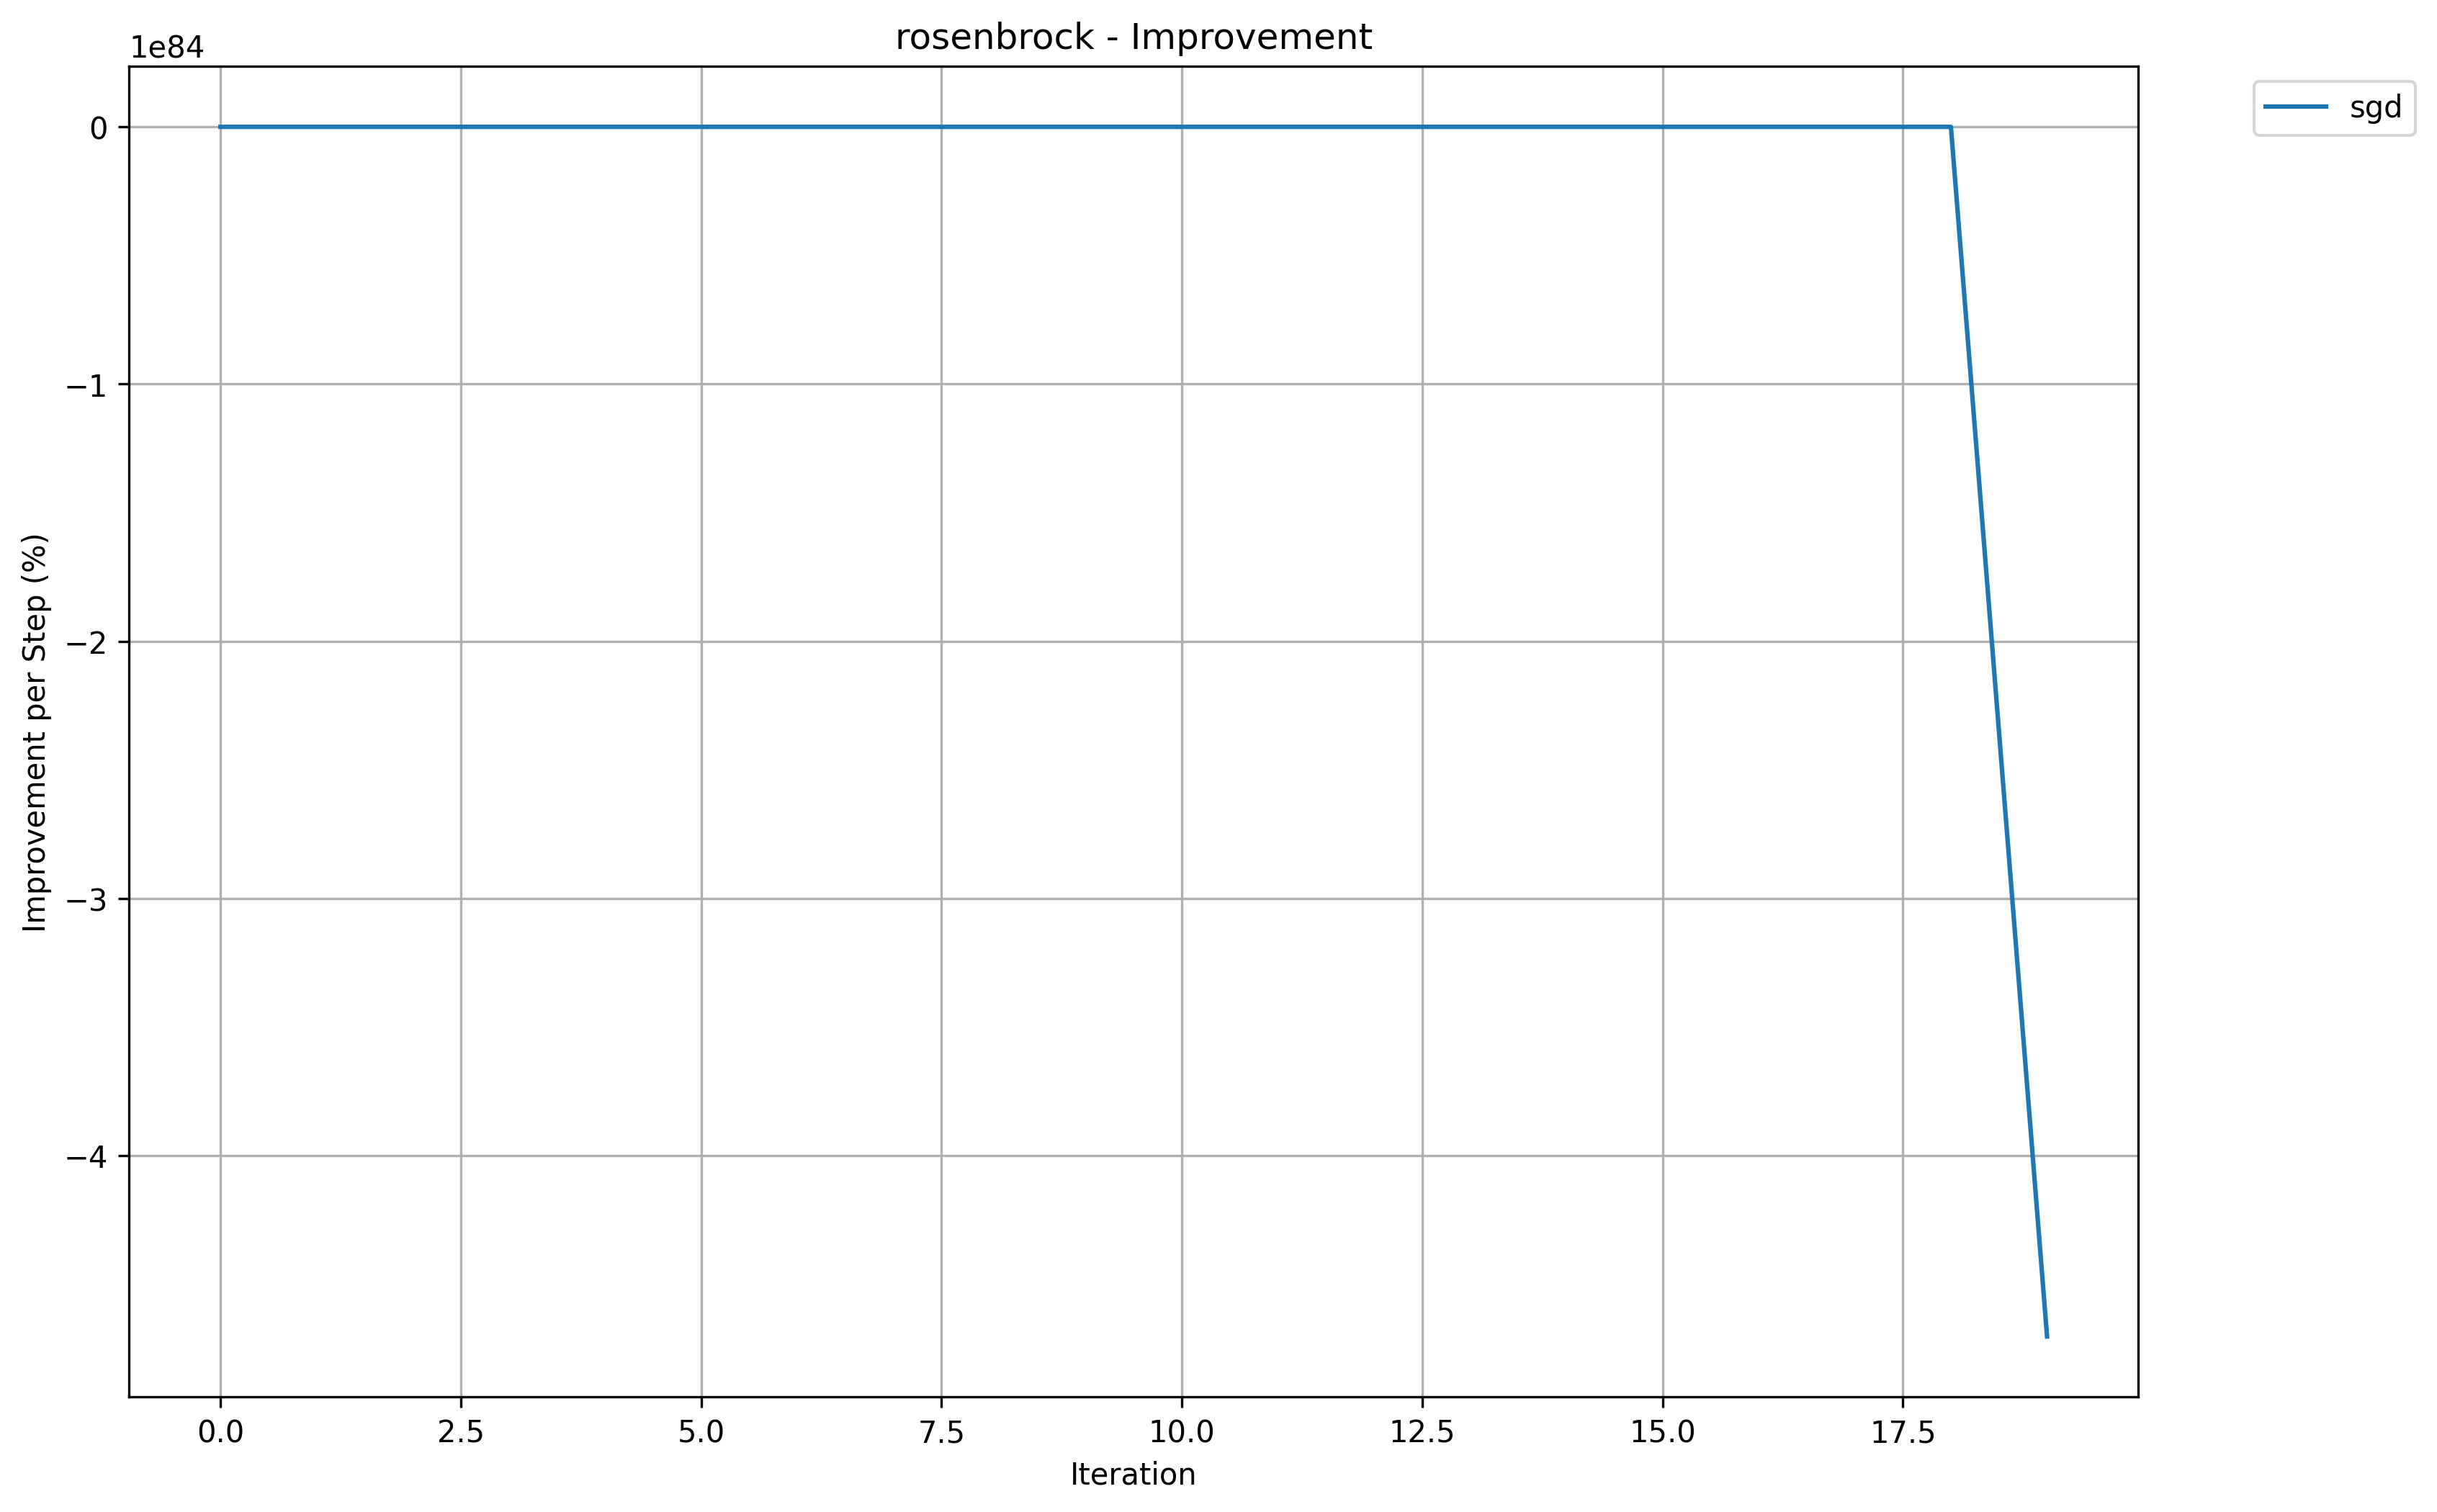 rosenbrock - Improvement
1e84
sgd
0
−1
−2
−3
−4
Improvement per Step (%)
0.0 2.5 5.0 7.5 10.0 12.5 15.0 17.5
Iteration